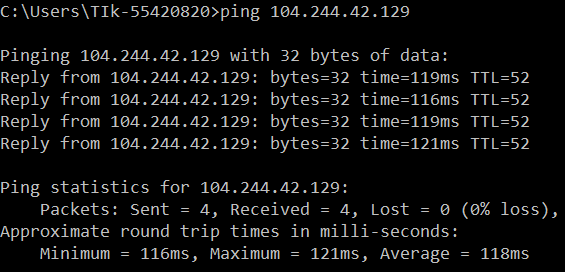 C:\Users\TIk-55420820>ping 104.244.42.129
Pinging 104.244.42.129 with 32 bytes of data:
Reply from 104.244.42.129: bytes=32 time=119ms TTL=52
Reply from 104.244.42.129: bytes=32 time=116ms TTL=52
Reply from 104.244.42.129: bytes=32 time=119ms TTL=52
Reply from 104.244.42.129: bytes=32 time=121ms TTL=52
Ping statistics for 104.244.42.129:
    Packets: Sent = 4, Received = 4, Lost = 0 (0% loss),
Approximate round trip times in milli-seconds:
    Minimum = 116ms, Maximum = 121ms, Average = 118ms